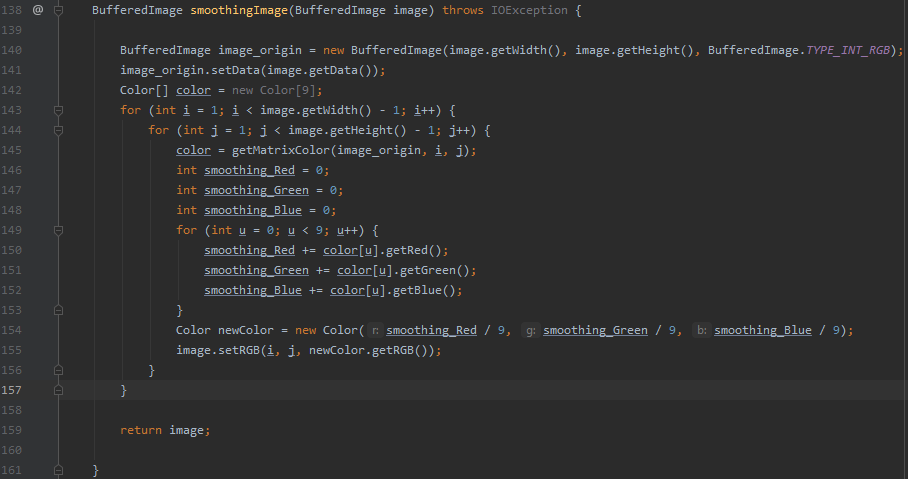 138 @ BufferedImage smoothingImage(BufferedImage image) throws IOException {
139
140 BufferedImage image_origin = new BufferedImage(image.getWidth(), image.getHeight(), BufferedImage.TYPE_INT_RGB);
141 image_origin.setData(image.getData());
142 Color[] color = new Color[9];
143 for (int i = 1; i < image.getWidth() - 1; i++) {
144 for (int j = 1; j < image.getHeight() - 1; j++) {
145 color = getMatrixColor(image_origin, i, j);
146 int smoothing_Red = 0;
147 int smoothing_Green = 0;
148 int smoothing_Blue = 0;
149 for (int u = 0; u < 9; u++) {
150 smoothing_Red += color[u].getRed();
151 smoothing_Green += color[u].getGreen();
152 smoothing_Blue += color[u].getBlue();
153 }
154 Color newColor = new Color( r: smoothing_Red / 9, g: smoothing_Green / 9, b: smoothing_Blue / 9);
155 image.setRGB(i, j, newColor.getRGB());
156 }
157 }
158
159 return image;
160
161 }